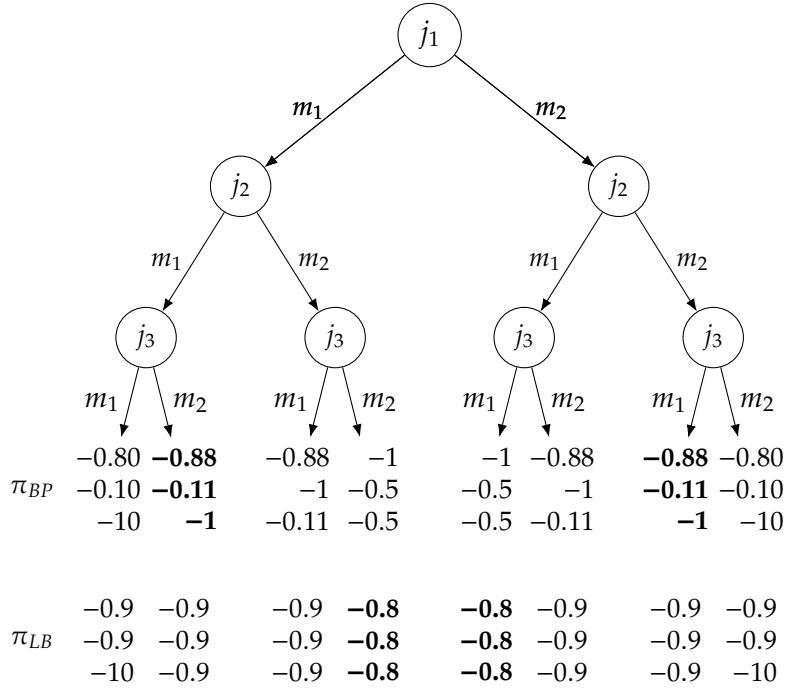 j1
m1 m2
j2 j2
m1 m2 m1 m2
j3 j3 j3 j3
m1 m2 m1 m2 m1 m2 m1 m2
−0.80 −0.88 −0.88 −1 −1 −0.88 −0.88 −0.80
πBP −0.10 −0.11 −1 −0.5 −0.5 −1 −0.11 −0.10
−10 −1 −0.11 −0.5 −0.5 −0.11 −1 −10
−0.9 −0.9 −0.9 −0.8 −0.8 −0.9 −0.9 −0.9
πLB −0.9 −0.9 −0.9 −0.8 −0.8 −0.9 −0.9 −0.9
−10 −0.9 −0.9 −0.8 −0.8 −0.9 −0.9 −10